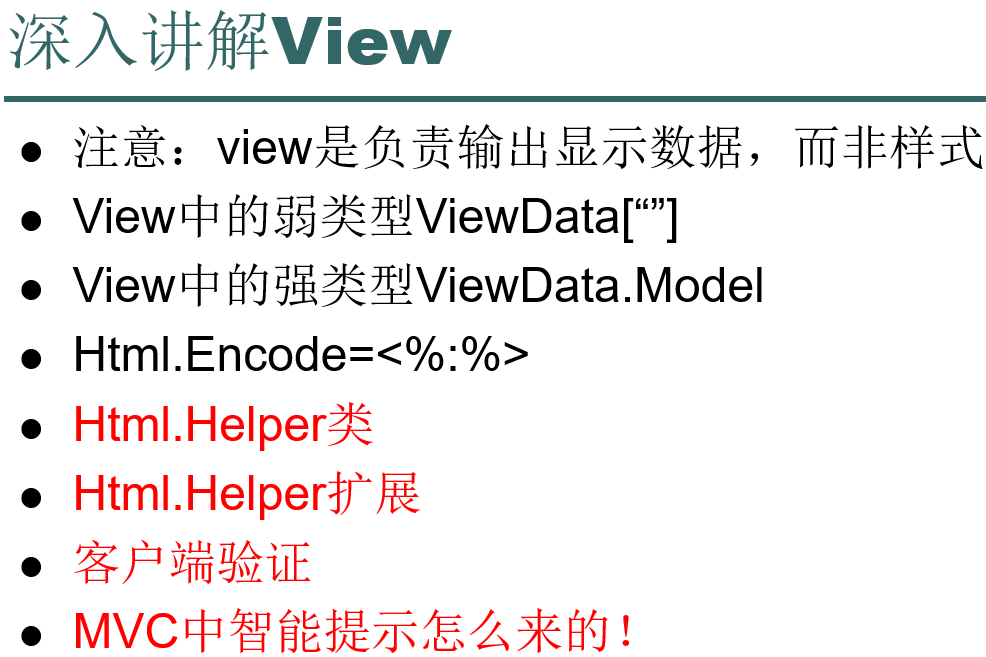 深入讲解View
● 注意：view是负责输出显示数据，而非样式
● View中的弱类型ViewData[“”]
● View中的强类型ViewData.Model
● Html.Encode=<%:%>
● Html.Helper类
● Html.Helper扩展
● 客户端验证
● MVC中智能提示怎么来的！